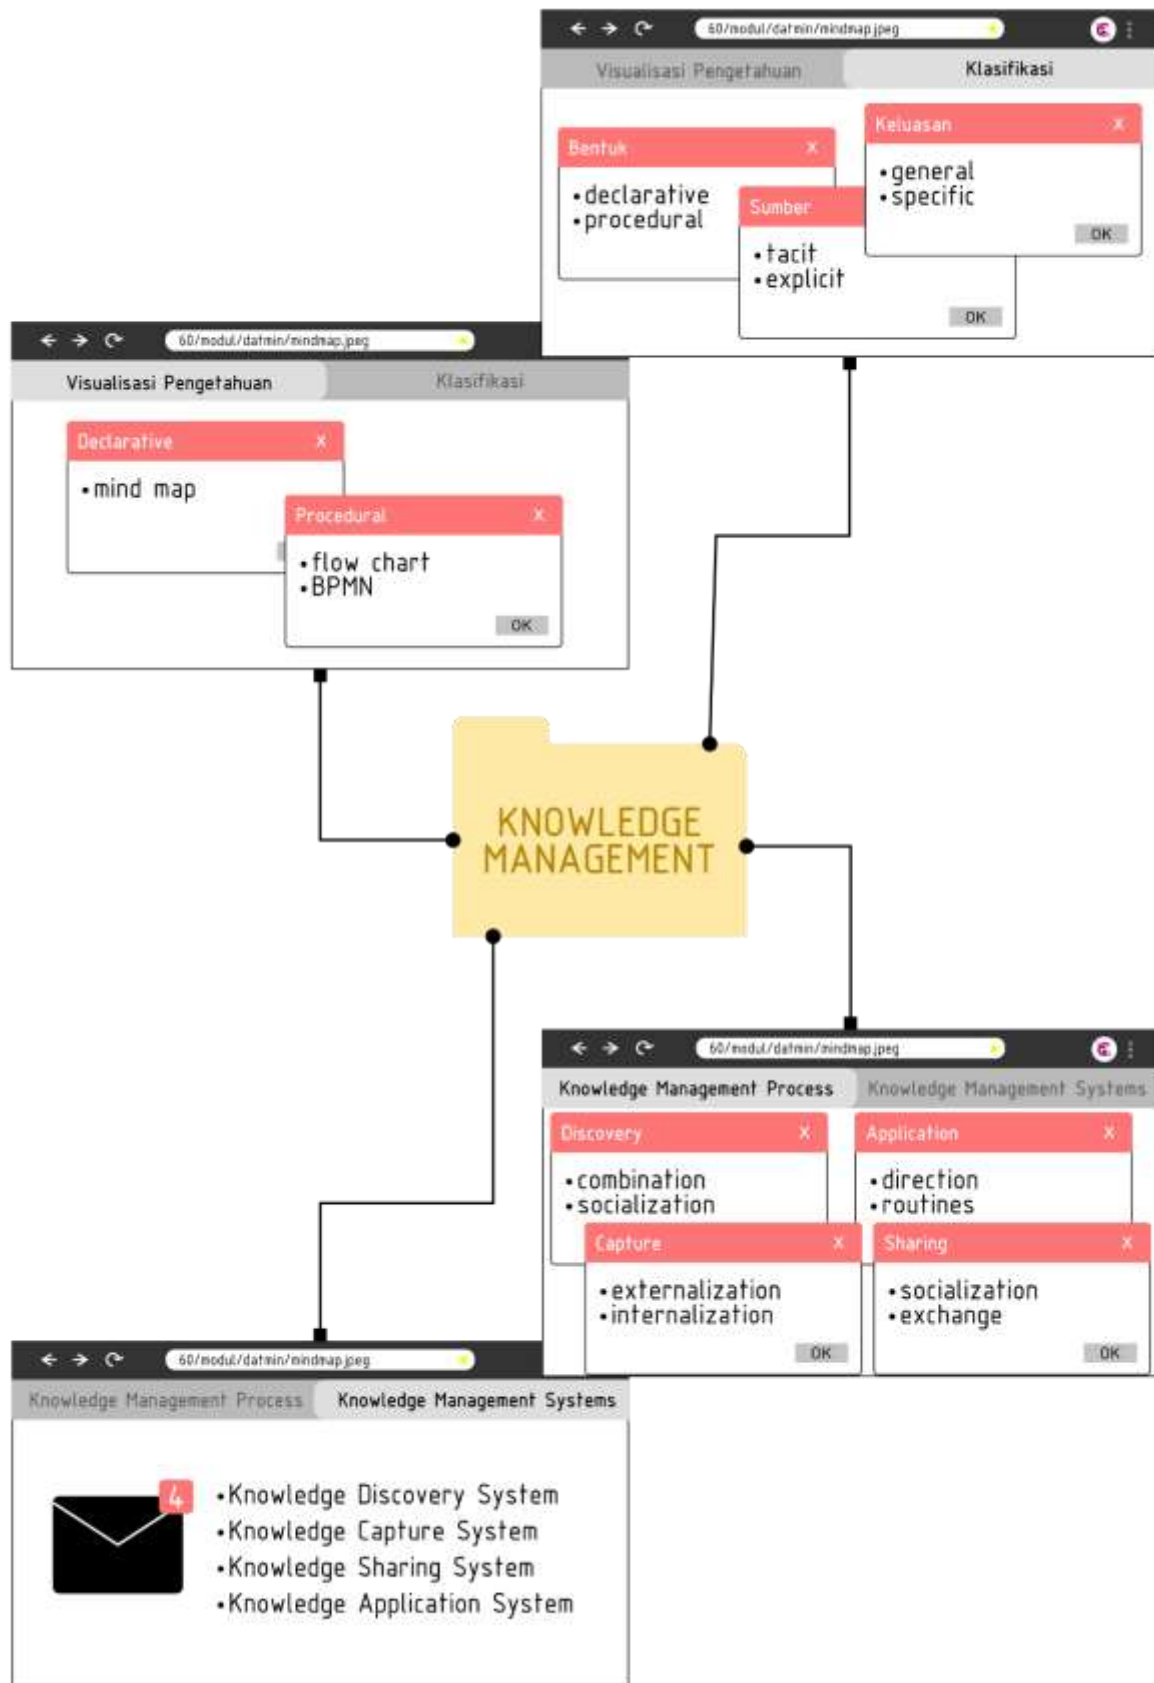 60/modul/datmin/mindmap.jpeg
Visualisasi Pengetahuan
Klasifikasi
Bentuk X
• declarative
• procedural
Sumber
• tacit
• explicit
OK
Keluasan X
• general
• specific
OK
60/modul/datmin/mindmap.jpeg
Visualisasi Pengetahuan
Klasifikasi
Declarative X
• mind map
Procedural X
• flow chart
• BPMN
OK
KNOWLEDGE
MANAGEMENT
60/modul/datmin/mindmap.jpeg
Knowledge Management Process
Knowledge Management Systems
Discovery X
• combination
• socialization
Application X
• direction
• routines
Capture X
• externalization
• internalization
OK
Sharing X
• socialization
• exchange
OK
60/modul/datmin/mindmap.jpeg
Knowledge Management Process
Knowledge Management Systems
4
• Knowledge Discovery System
• Knowledge Capture System
• Knowledge Sharing System
• Knowledge Application System